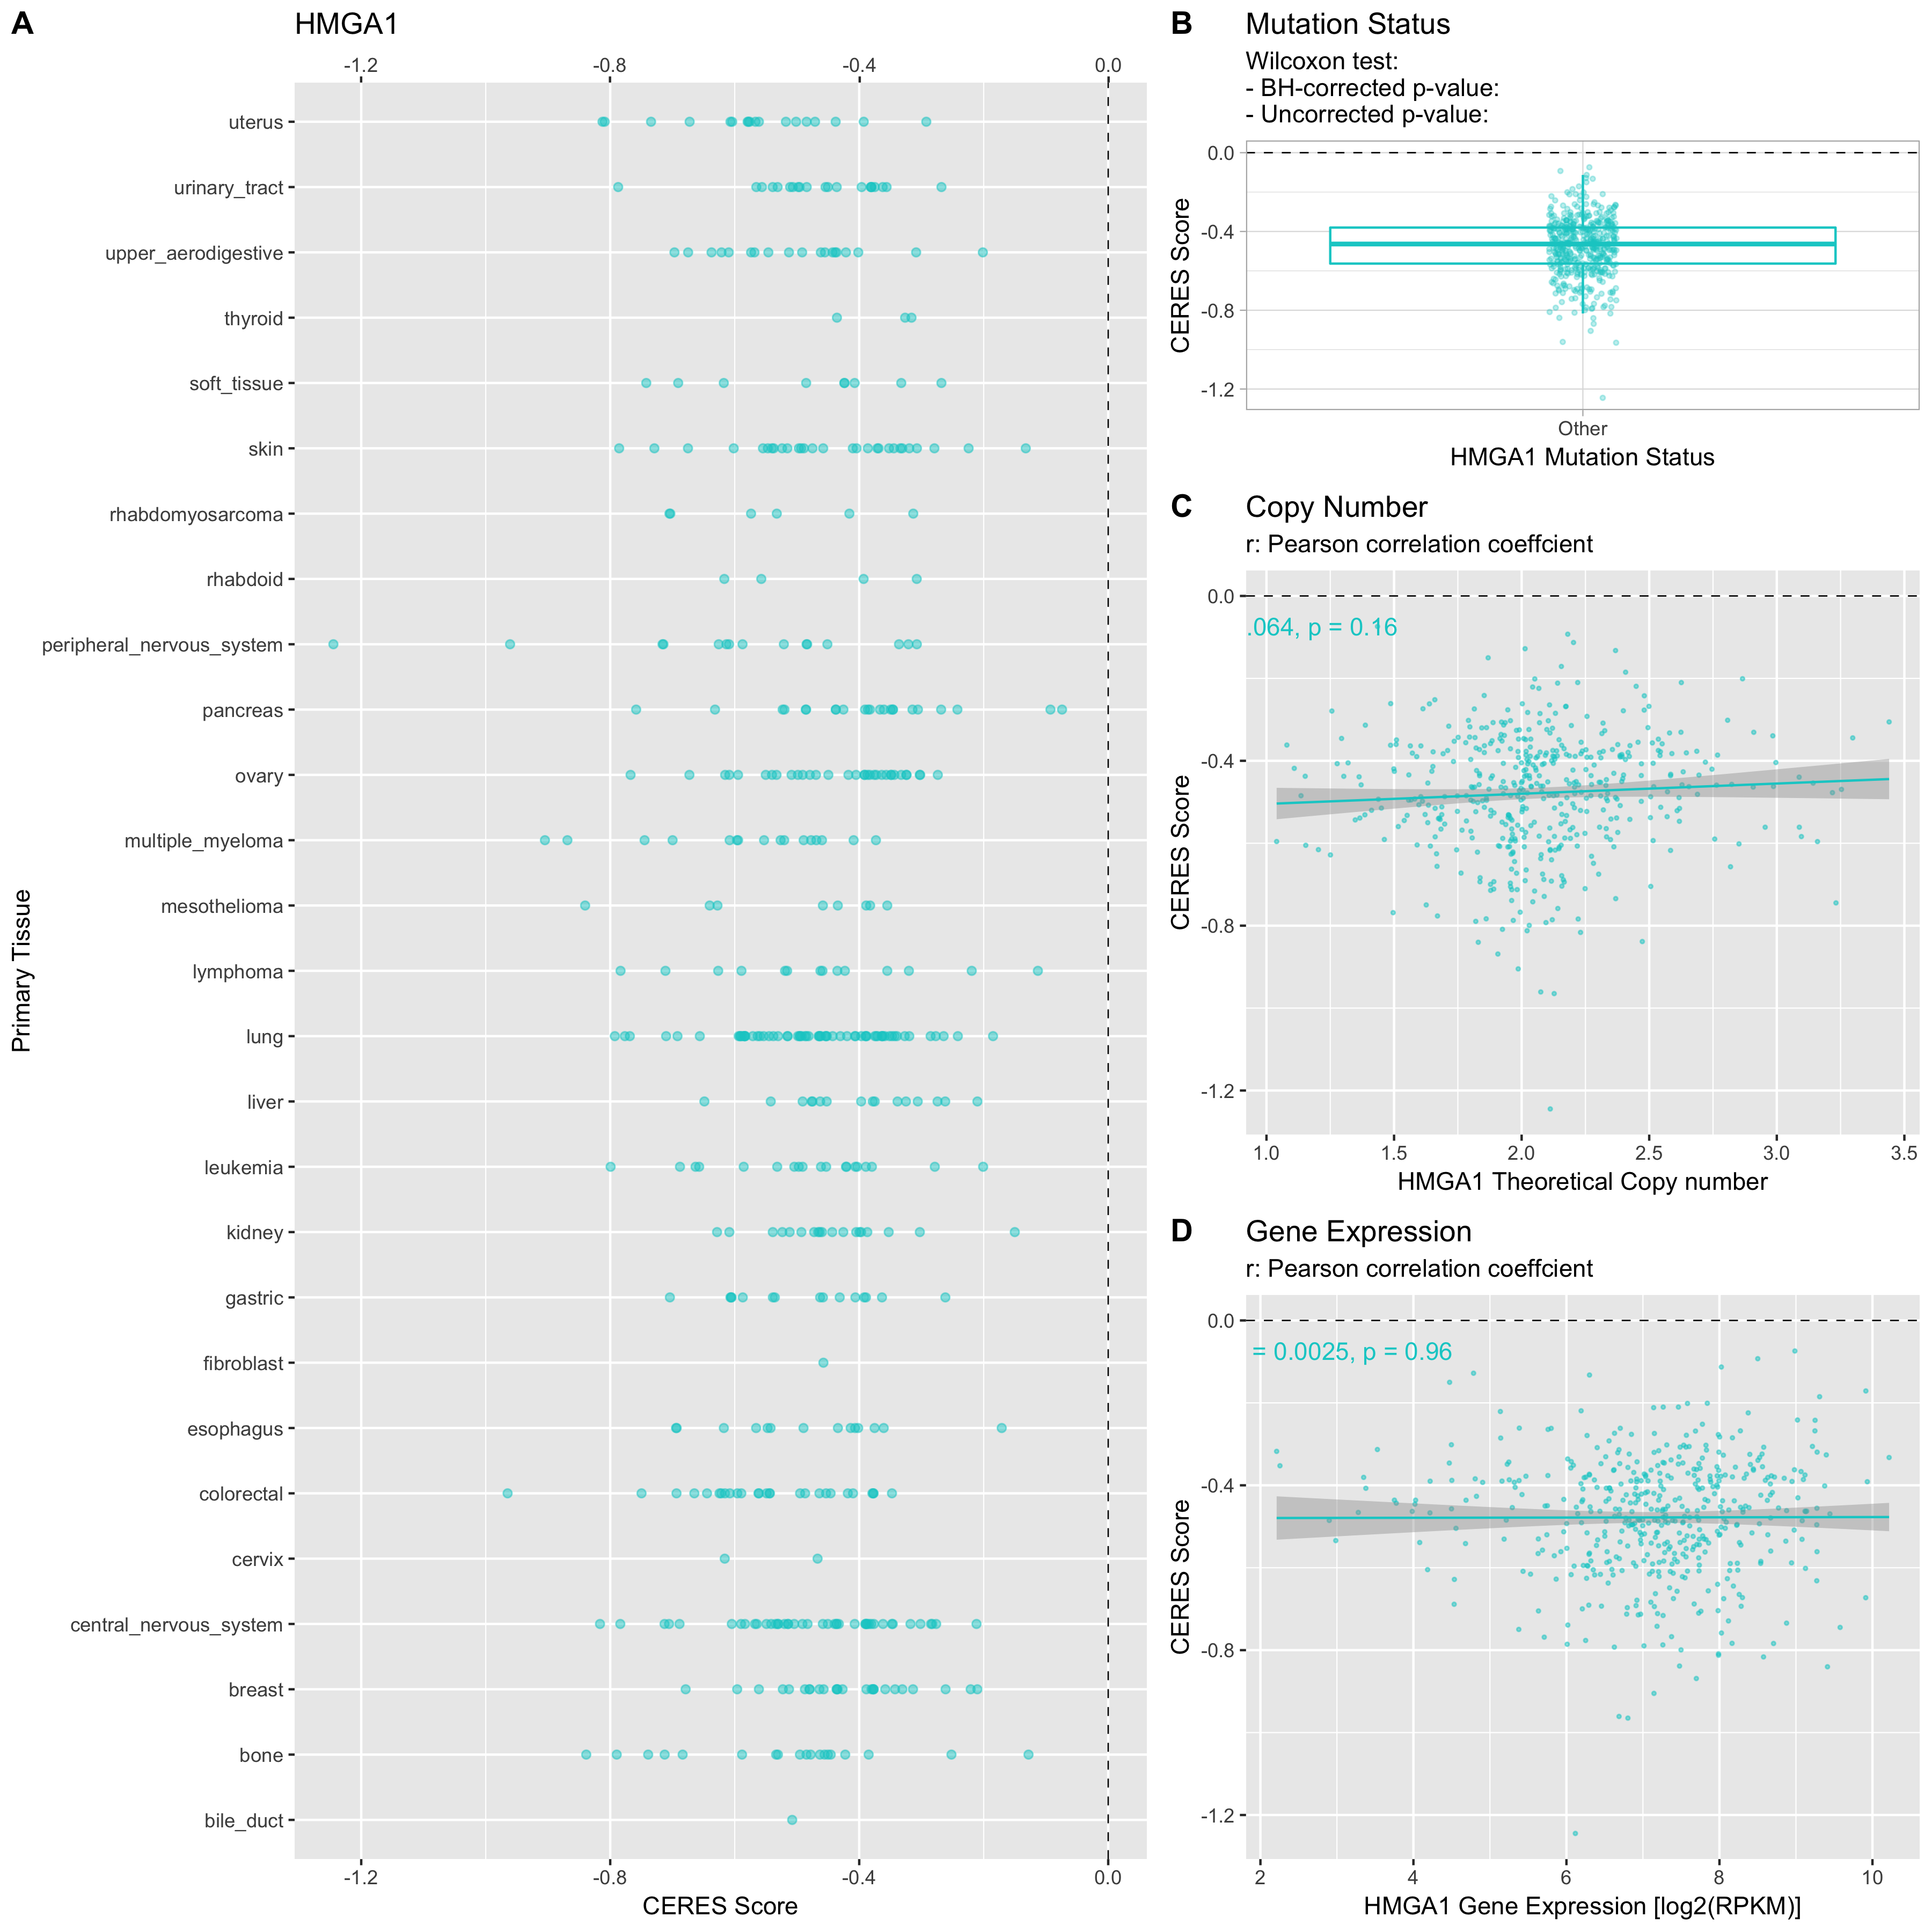 A
HMGA1
-1.2 -0.8 -0.4 0.0
Primary Tissue
uterus
urinary_tract
upper_aerodigestive
thyroid
soft_tissue
skin
rhabdomyosarcoma
rhabdoid
peripheral_nervous_system
pancreas
ovary
multiple_myeloma
mesothelioma
lymphoma
lung
liver
leukemia
kidney
gastric
fibroblast
esophagus
colorectal
cervix
central_nervous_system
breast
bone
bile_duct
-1.2 -0.8 -0.4 0.0
CERES Score
B
Mutation Status
Wilcoxon test:
- BH-corrected p-value:
- Uncorrected p-value:
CERES Score
0.0
-0.4
-0.8
-1.2
Other
HMGA1 Mutation Status
C
Copy Number
r: Pearson correlation coeffcient
CERES Score
0.0
.064, p = 0.16
-0.4
-0.8
-1.2
1.0 1.5 2.0 2.5 3.0 3.5
HMGA1 Theoretical Copy number
D
Gene Expression
r: Pearson correlation coeffcient
CERES Score
0.0
= 0.0025, p = 0.96
-0.4
-0.8
-1.2
2 4 6 8 10
HMGA1 Gene Expression [log2(RPKM)]